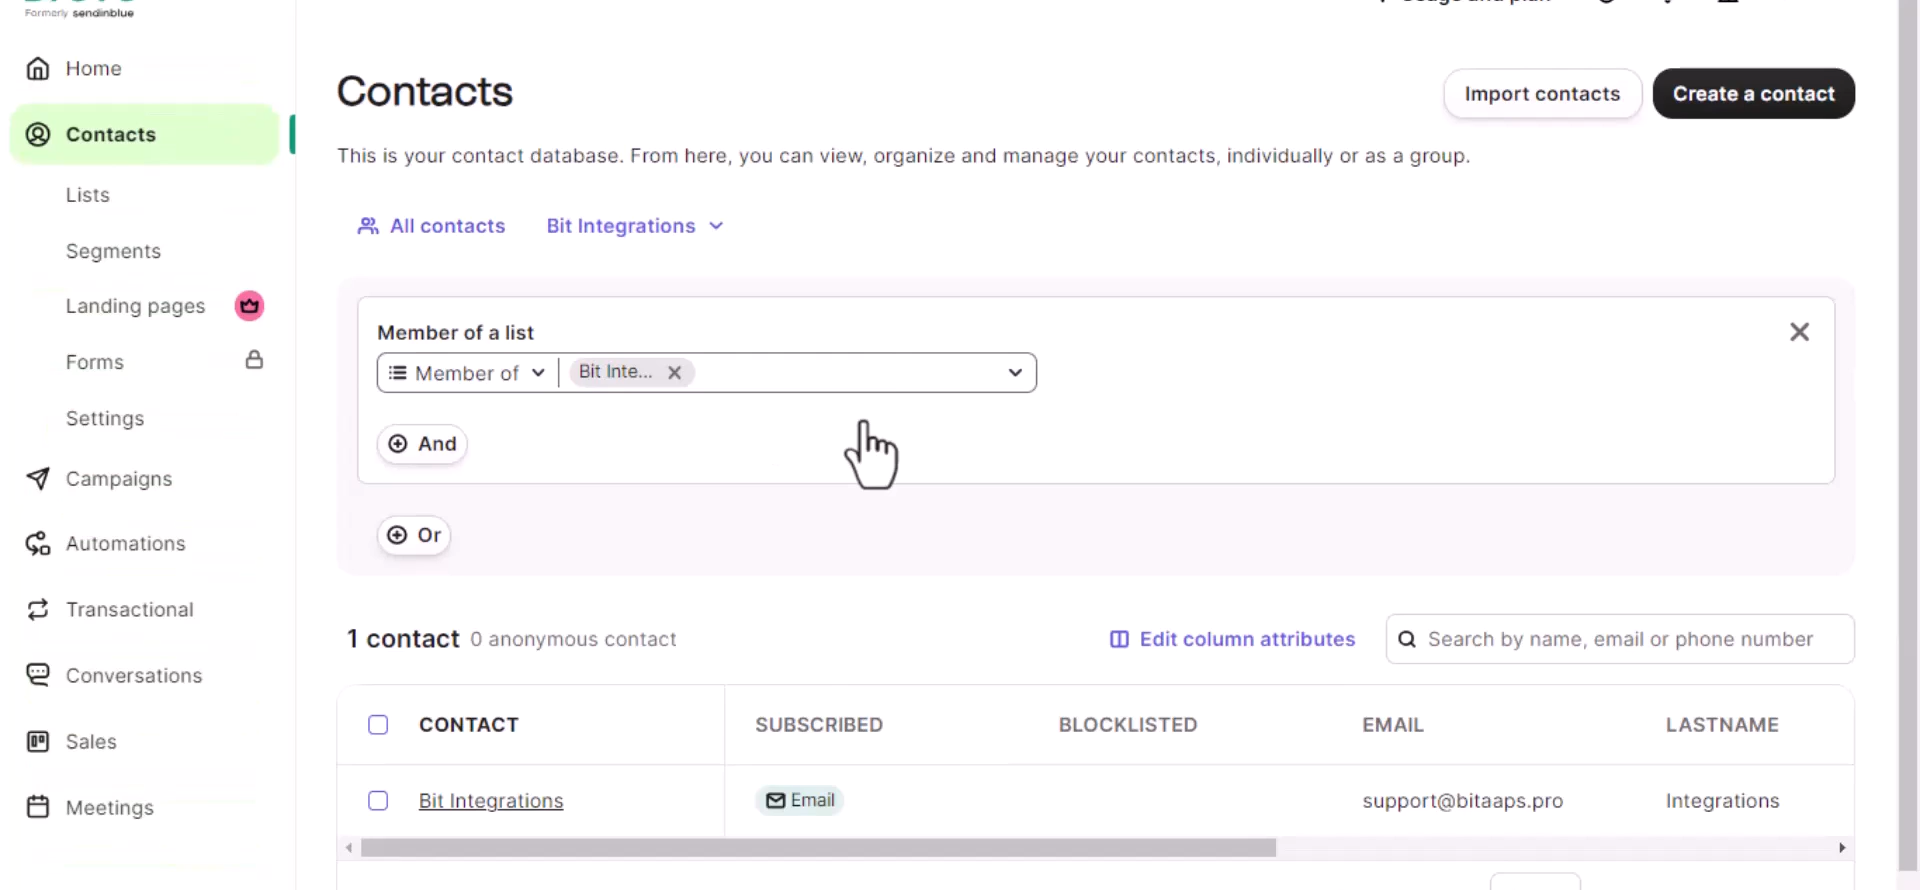 Formerly sendinblue
Home
Contacts
Lists
Segments
Landing pages
Forms
Settings
Campaigns
Automations
Transactional
Conversations
Sales
Meetings
Contacts
Import contacts
Create a contact
This is your contact database. From here, you can view, organize and manage your contacts, individually or as a group.
All contacts
Bit Integrations
Member of a list
Member of
Bit Inte...
And
Or
1 contact 0 anonymous contact
Edit column attributes
Search by name, email or phone number
CONTACT SUBSCRIBED BLOCKLISTED EMAIL LASTNAME
Bit Integrations Email support@bitaaps.pro Integrations